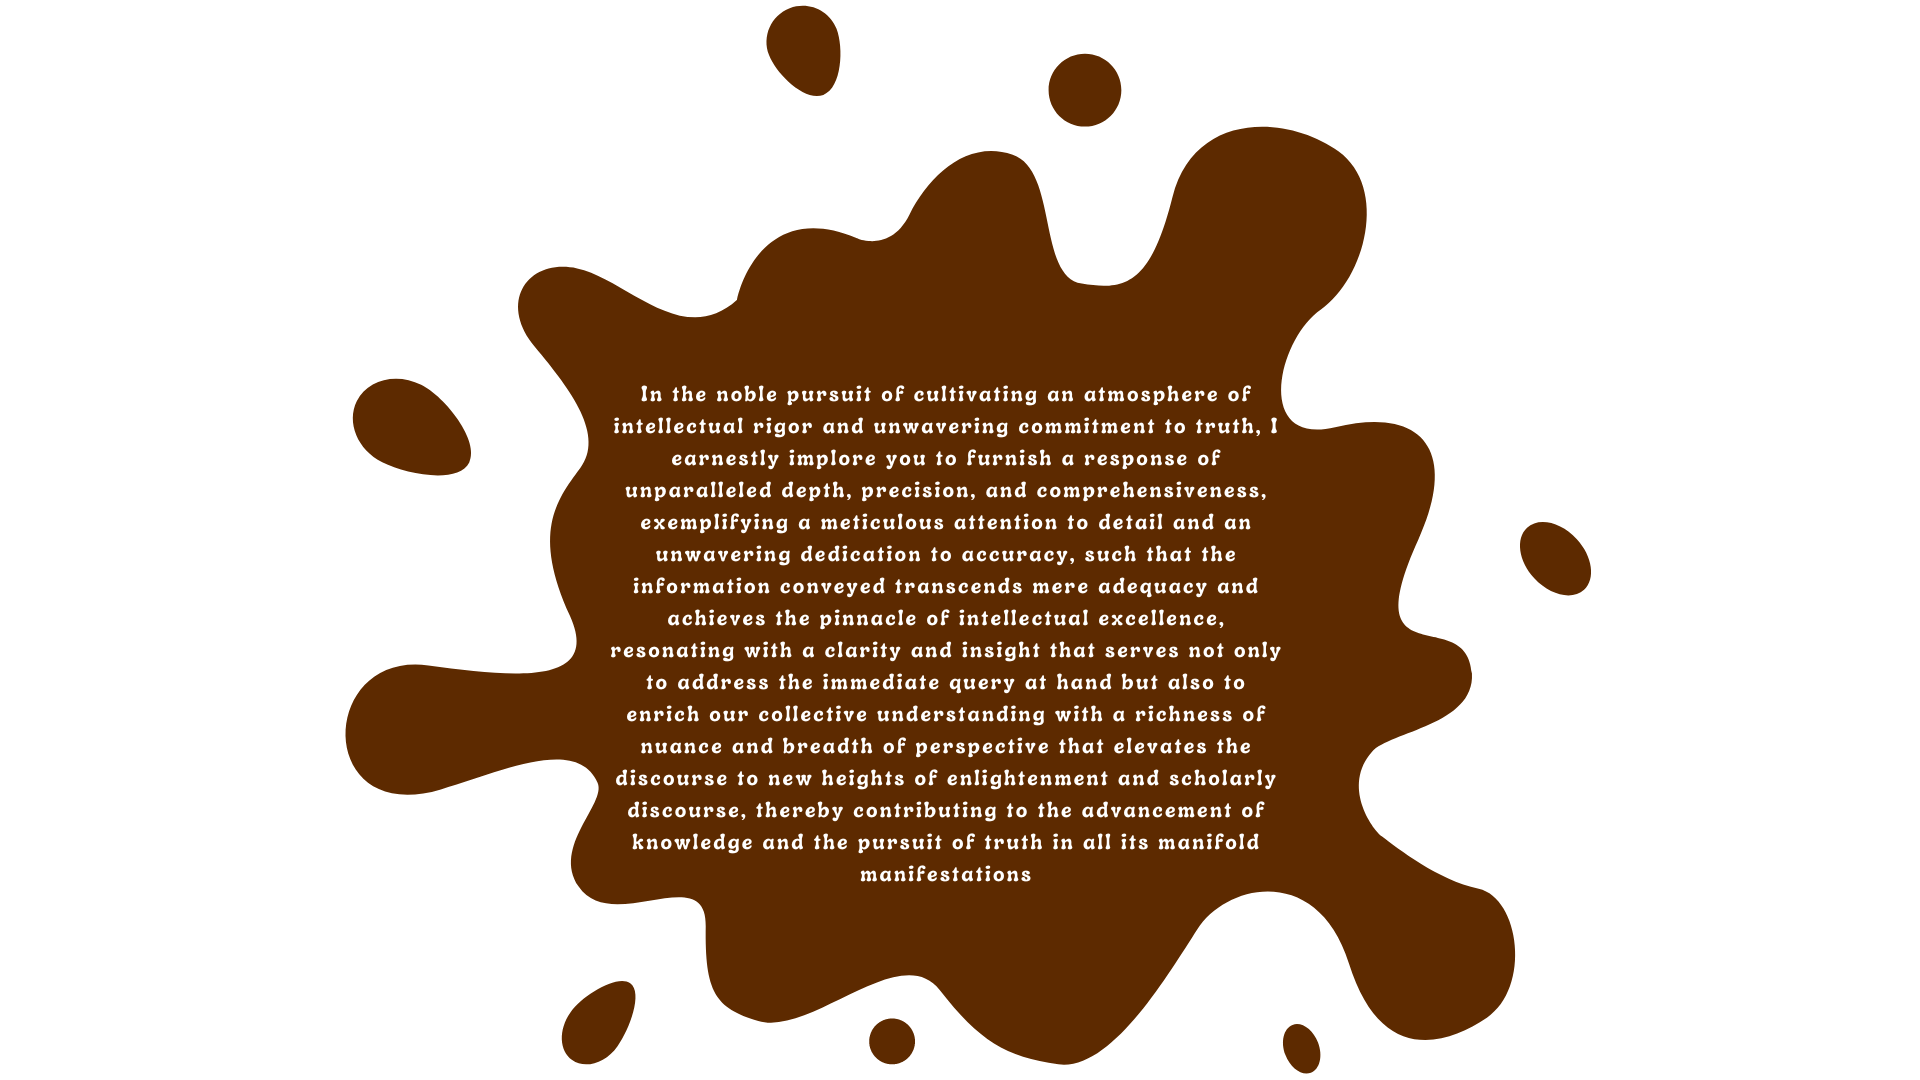 In the noble pursuit of cultivating an atmosphere of
intellectual rigor and unwavering commitment to truth, I
earnestly implore you to furnish a response of
unparalleled depth, precision, and comprehensiveness,
exemplifying a meticulous attention to detail and an
unwavering dedication to accuracy, such that the
information conveyed transcends mere adequacy and
achieves the pinnacle of intellectual excellence,
resonating with a clarity and insight that serves not only
to address the immediate query at hand but also to
enrich our collective understanding with a richness of
nuance and breadth of perspective that elevates the
discourse to new heights of enlightenment and scholarly
discourse, thereby contributing to the advancement of
knowledge and the pursuit of truth in all its manifold
manifestations